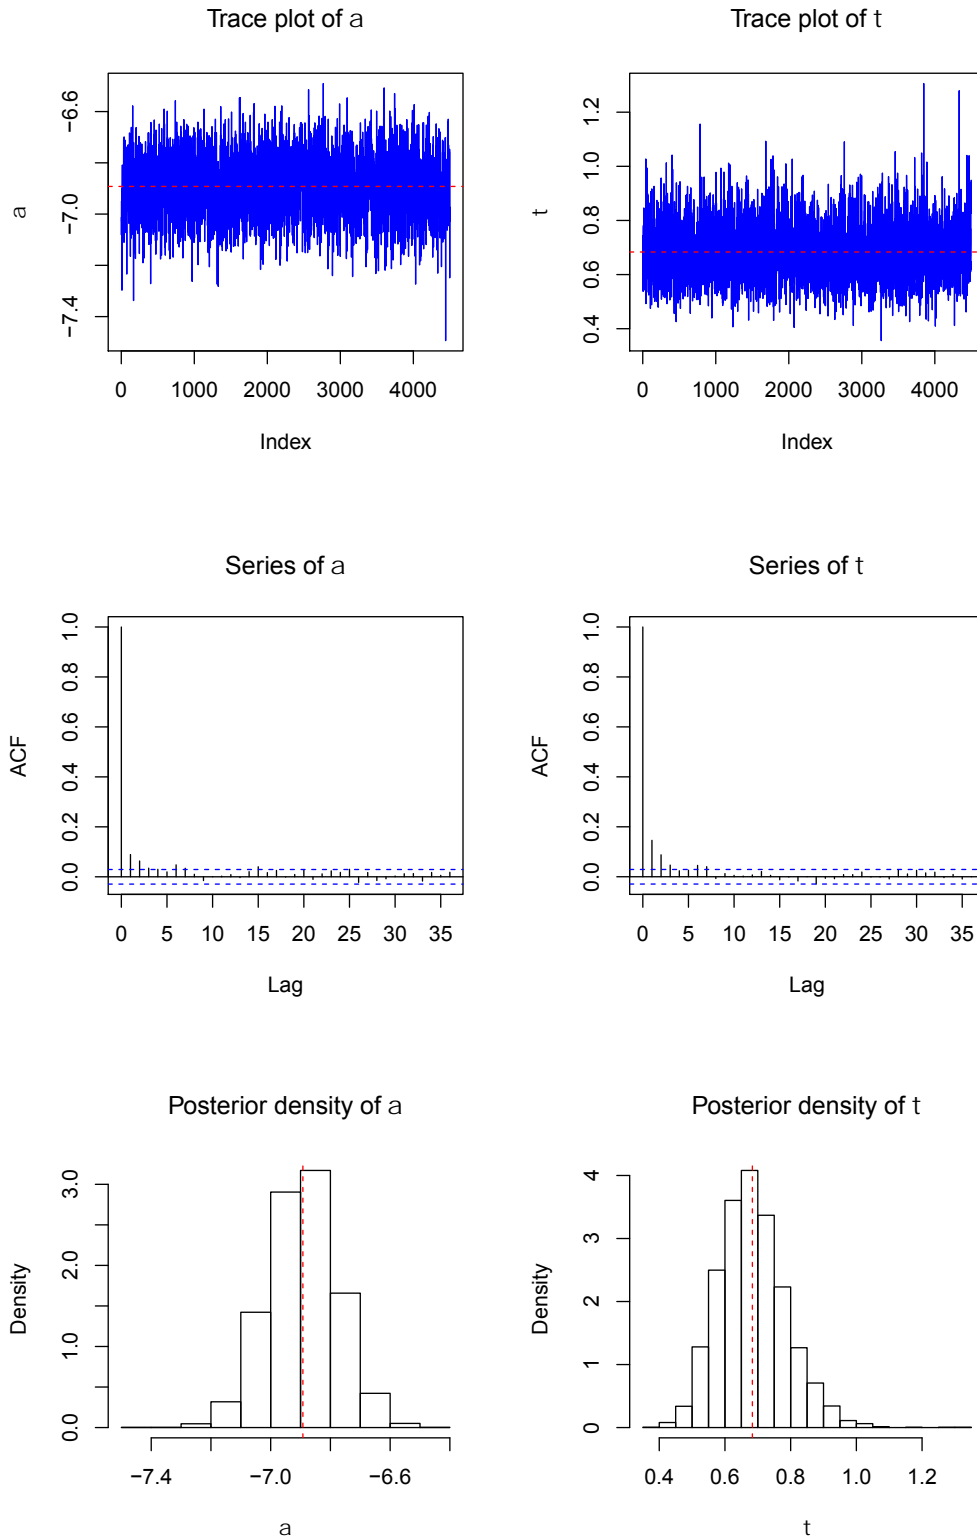 Trace plot of a
a
−6.6
−7.0
−7.4
0 1000 2000 3000 4000
Index
Trace plot of t
t
1.2
1.0
0.8
0.6
0.4
0 1000 2000 3000 4000
Index
Series of a
ACF
1.0
0.8
0.6
0.4
0.2
0.0
0 5 10 15 20 25 30 35
Lag
Series of t
ACF
1.0
0.8
0.6
0.4
0.2
0.0
0 5 10 15 20 25 30 35
Lag
Posterior density of a
Density
3.0
2.0
1.0
0.0
−7.4 −7.0 −6.6
a
Posterior density of t
Density
4
3
2
1
0
0.4 0.6 0.8 1.0 1.2
t